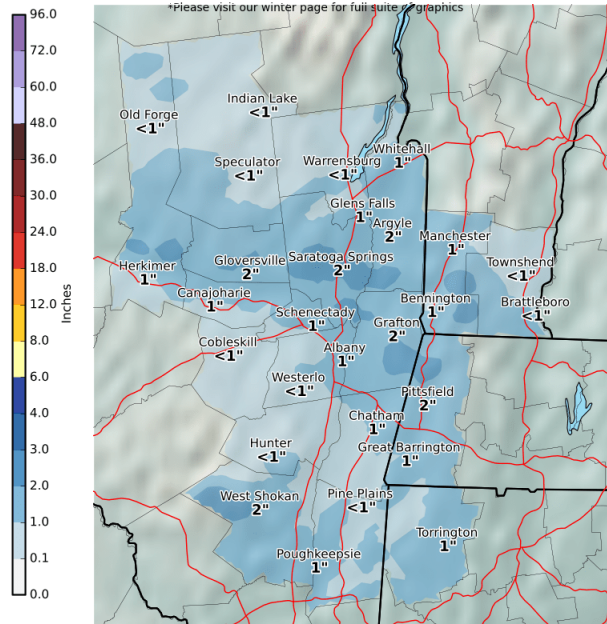 *Please visit our winter page for full suite of graphics
96.0
72.0
60.0
48.0
36.0
30.0
24.0
18.0
12.0
8.0
6.0
4.0
3.0
2.0
1.0
0.1
0.0
Inches
Indian Lake
<1"
Old Forge
<1"
Whitehall
1"
Speculator
<1"
Warrensburg
<1"
Glens Falls
1"
Argyle
2"
Manchester
1"
Herkimer
1"
Gloversville
2"
Saratoga Springs
2"
Townshend
<1"
Canajoharie
1"
Bennington
1"
Brattleboro
<1"
Schenectady
1"
Grafton
2"
Cobleskill
<1"
Albany
1"
Westerlo
<1"
Pittsfield
2"
Chatham
1"
Hunter
<1"
Great Barrington
1"
West Shokan
2"
Pine Plains
<1"
Torrington
1"
Poughkeepsie
1"